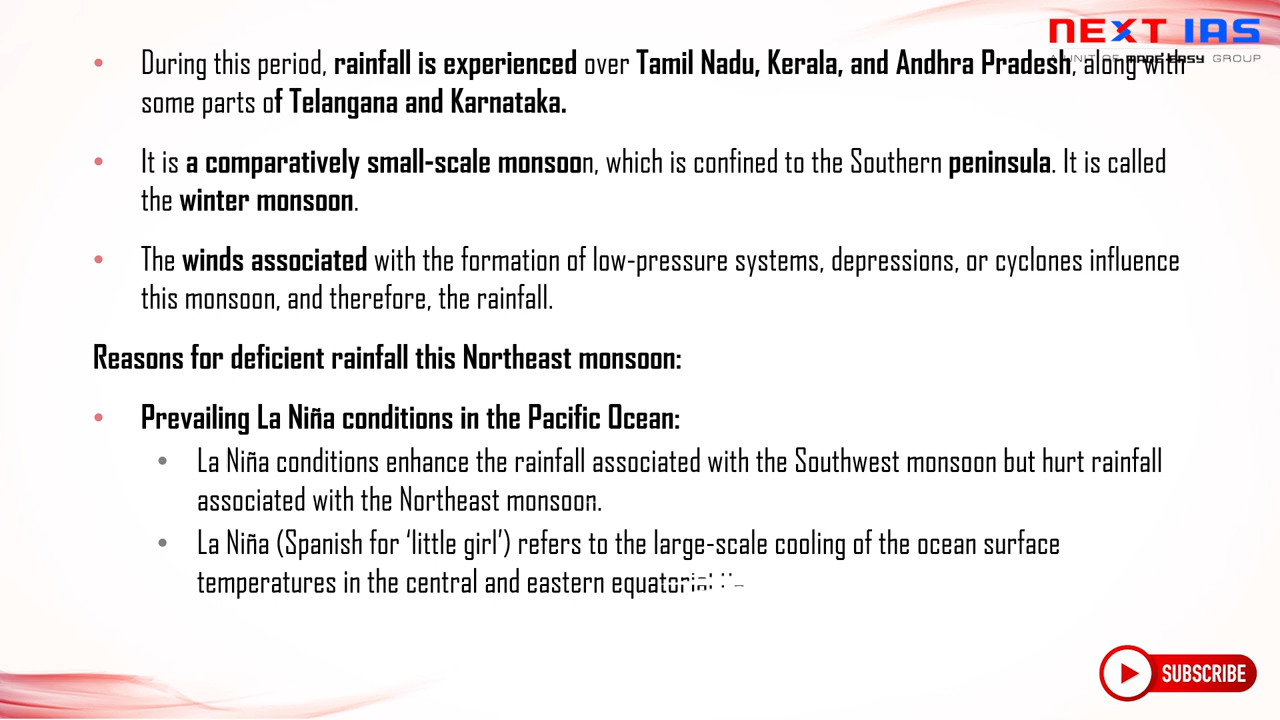 NEXT IAS
During this period, rainfall is experienced over Tamil Nadu, Kerala, and Andhra Pradesh, along with
MADE EASY GROUP
some parts of Telangana and Karnataka.
It is a comparatively small-scale monsoon, which is confined to the Southern peninsula. It is called
the winter monsoon.
The winds associated with the formation of low-pressure systems, depressions, or cyclones influence
this monsoon, and therefore, the rainfall.
Reasons for deficient rainfall this Northeast monsoon:
Prevailing La Niña conditions in the Pacific Ocean:
La Niña conditions enhance the rainfall associated with the Southwest monsoon but hurt rainfall
associated with the Northeast monsoon.
La Niña (Spanish for ‘little girl’) refers to the large-scale cooling of the ocean surface
temperatures in the central and eastern
SUBSCRIBE